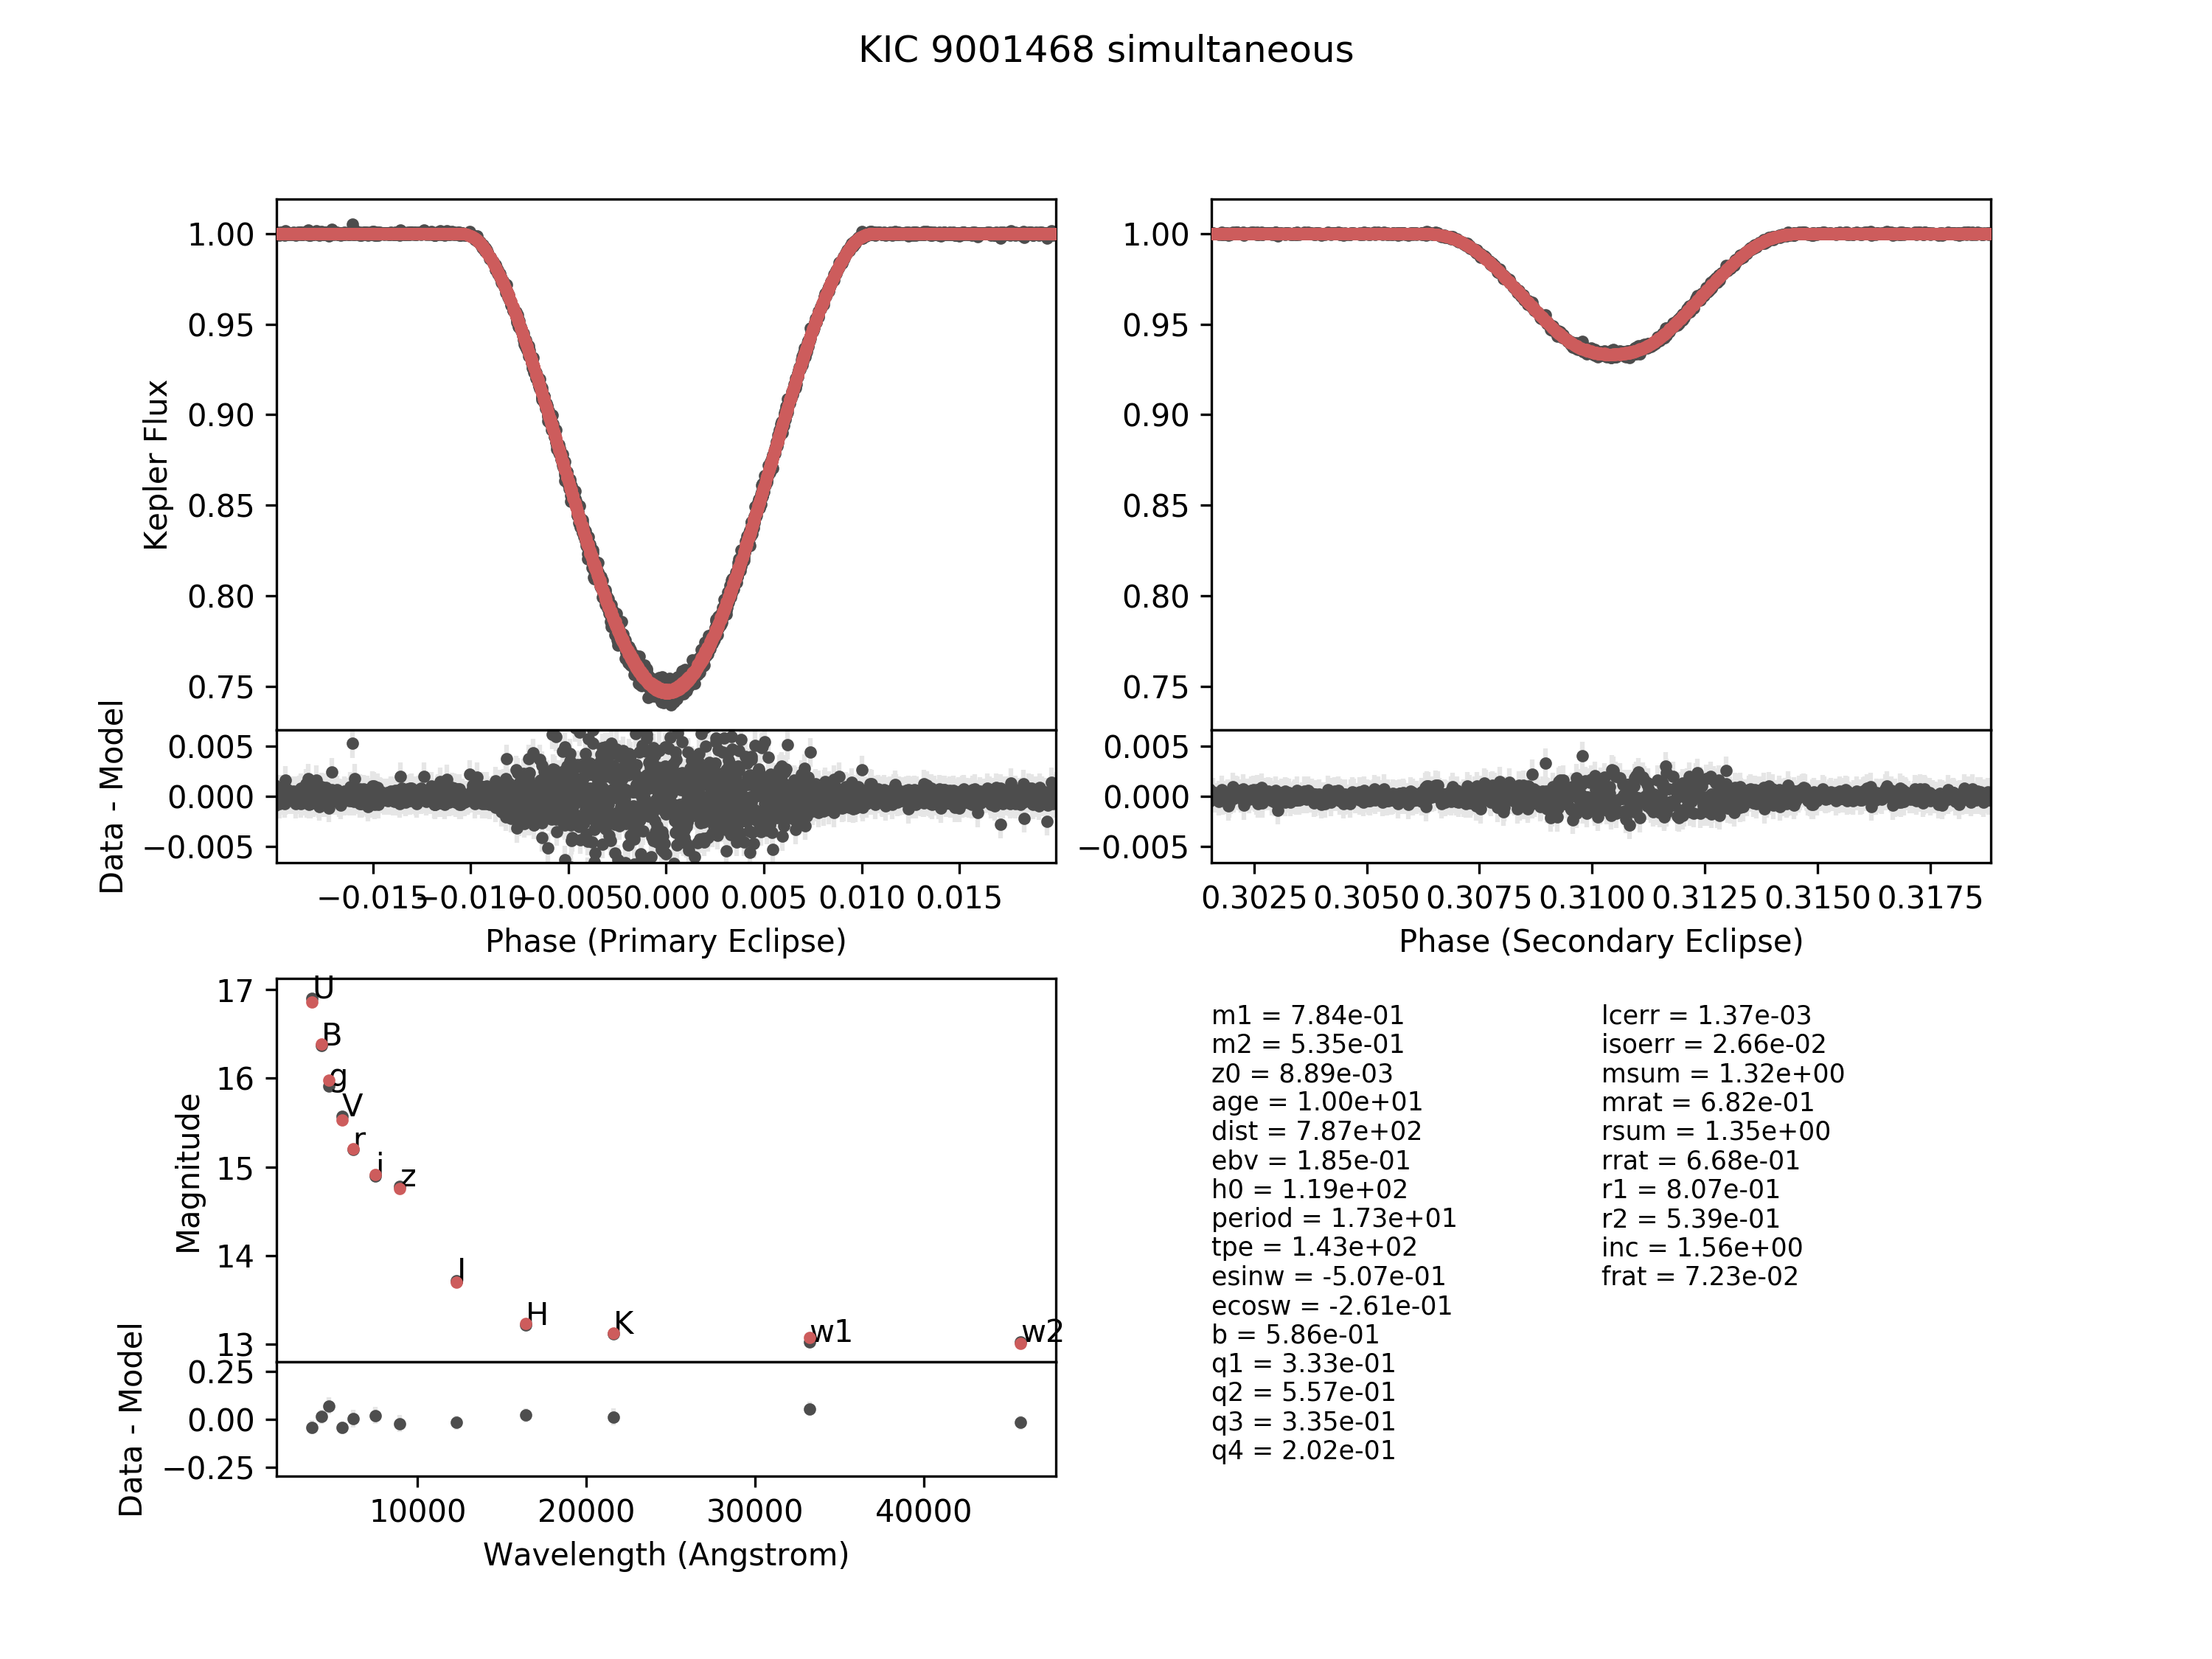 KIC 9001468 simultaneous
Kepler Flux
1.00
0.95
0.90
0.85
0.80
0.75
Data - Model
0.005
0.000
−0.005
−0.015 −0.010 −0.005 0.000 0.005 0.010 0.015
Phase (Primary Eclipse)
1.00
0.95
0.90
0.85
0.80
0.75
0.005
0.000
−0.005
0.3025 0.3050 0.3075 0.3100 0.3125 0.3150 0.3175
Phase (Secondary Eclipse)
Magnitude
17
16
15
14
13
U
B
g
V
r
i
z
J
H
K
w1
w2
Data - Model
0.25
0.00
−0.25
10000 20000 30000 40000
Wavelength (Angstrom)
m1 = 7.84e-01
m2 = 5.35e-01
z0 = 8.89e-03
age = 1.00e+01
dist = 7.87e+02
ebv = 1.85e-01
h0 = 1.19e+02
period = 1.73e+01
tpe = 1.43e+02
esinw = -5.07e-01
ecosw = -2.61e-01
b = 5.86e-01
q1 = 3.33e-01
q2 = 5.57e-01
q3 = 3.35e-01
q4 = 2.02e-01
lcerr = 1.37e-03
isoerr = 2.66e-02
msum = 1.32e+00
mrat = 6.82e-01
rsum = 1.35e+00
rrat = 6.68e-01
r1 = 8.07e-01
r2 = 5.39e-01
inc = 1.56e+00
frat = 7.23e-02